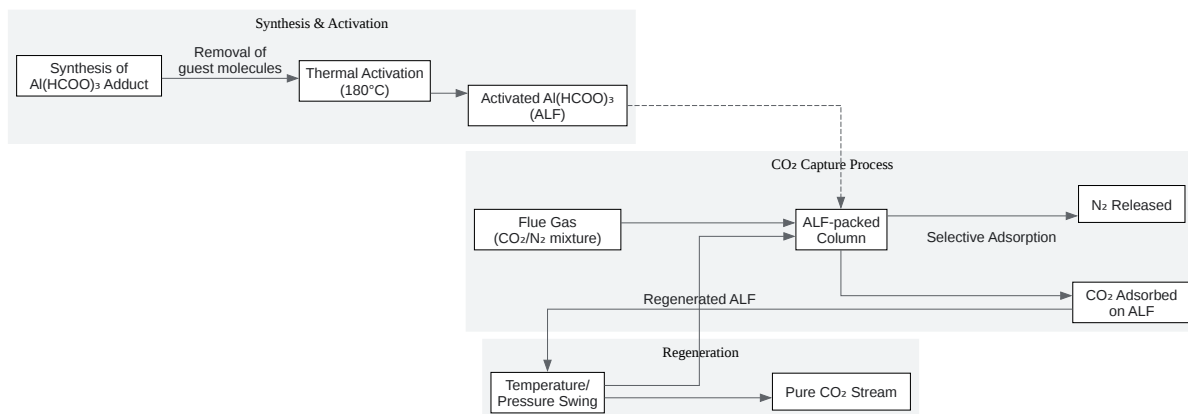 Synthesis & Activation
Synthesis of
Al(HCOO)₃ Adduct
Removal of
guest molecules
Thermal Activation
(180°C)
Activated Al(HCOO)₃
(ALF)
CO₂ Capture Process
Flue Gas
(CO₂/N₂ mixture)
ALF-packed
Column
N₂ Released
Selective Adsorption
CO₂ Adsorbed
on ALF
Regenerated ALF
Regeneration
Temperature/
Pressure Swing
Pure CO₂ Stream